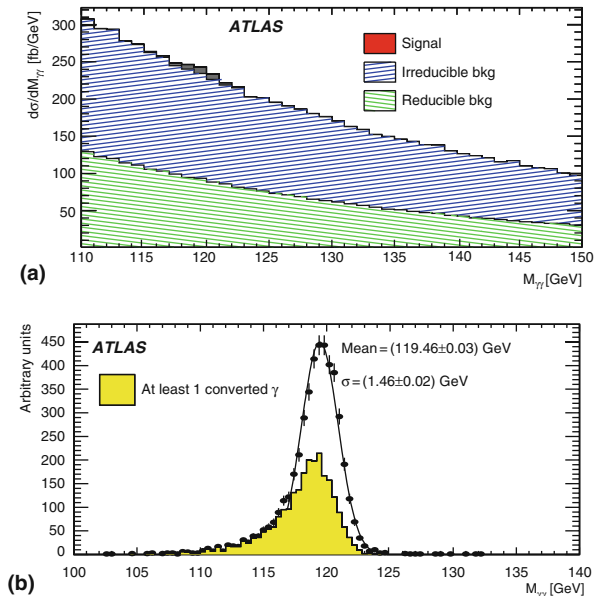 dσ/dMγγ [fb/GeV]
ATLAS
Signal
Irreducible bkg
Reducible bkg
300
250
200
150
100
50
110 115 120 125 130 135 140 145 150
Mγγ[GeV]
(a)
Arbitrary units
ATLAS
Mean=(119.46±0.03) GeV
σ=(1.46±0.02) GeV
At least 1 converted γ
450
400
350
300
250
200
150
100
50
0
100 105 110 115 120 125 130 135 140
Mγγ[GeV]
(b)